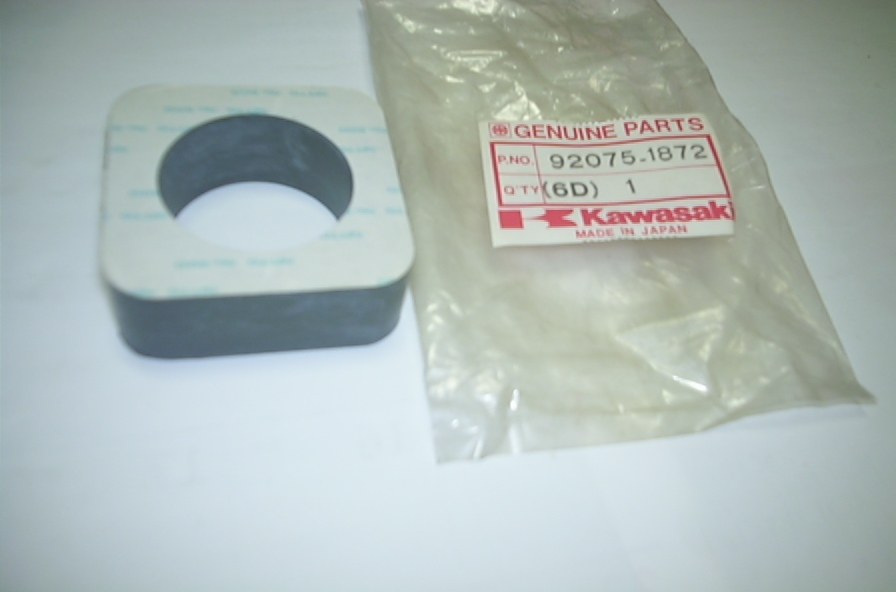 GENUINE PARTS
P.NO. 92075-1872
Q'TY (6D) 1
Kawasaki
MADE IN JAPAN